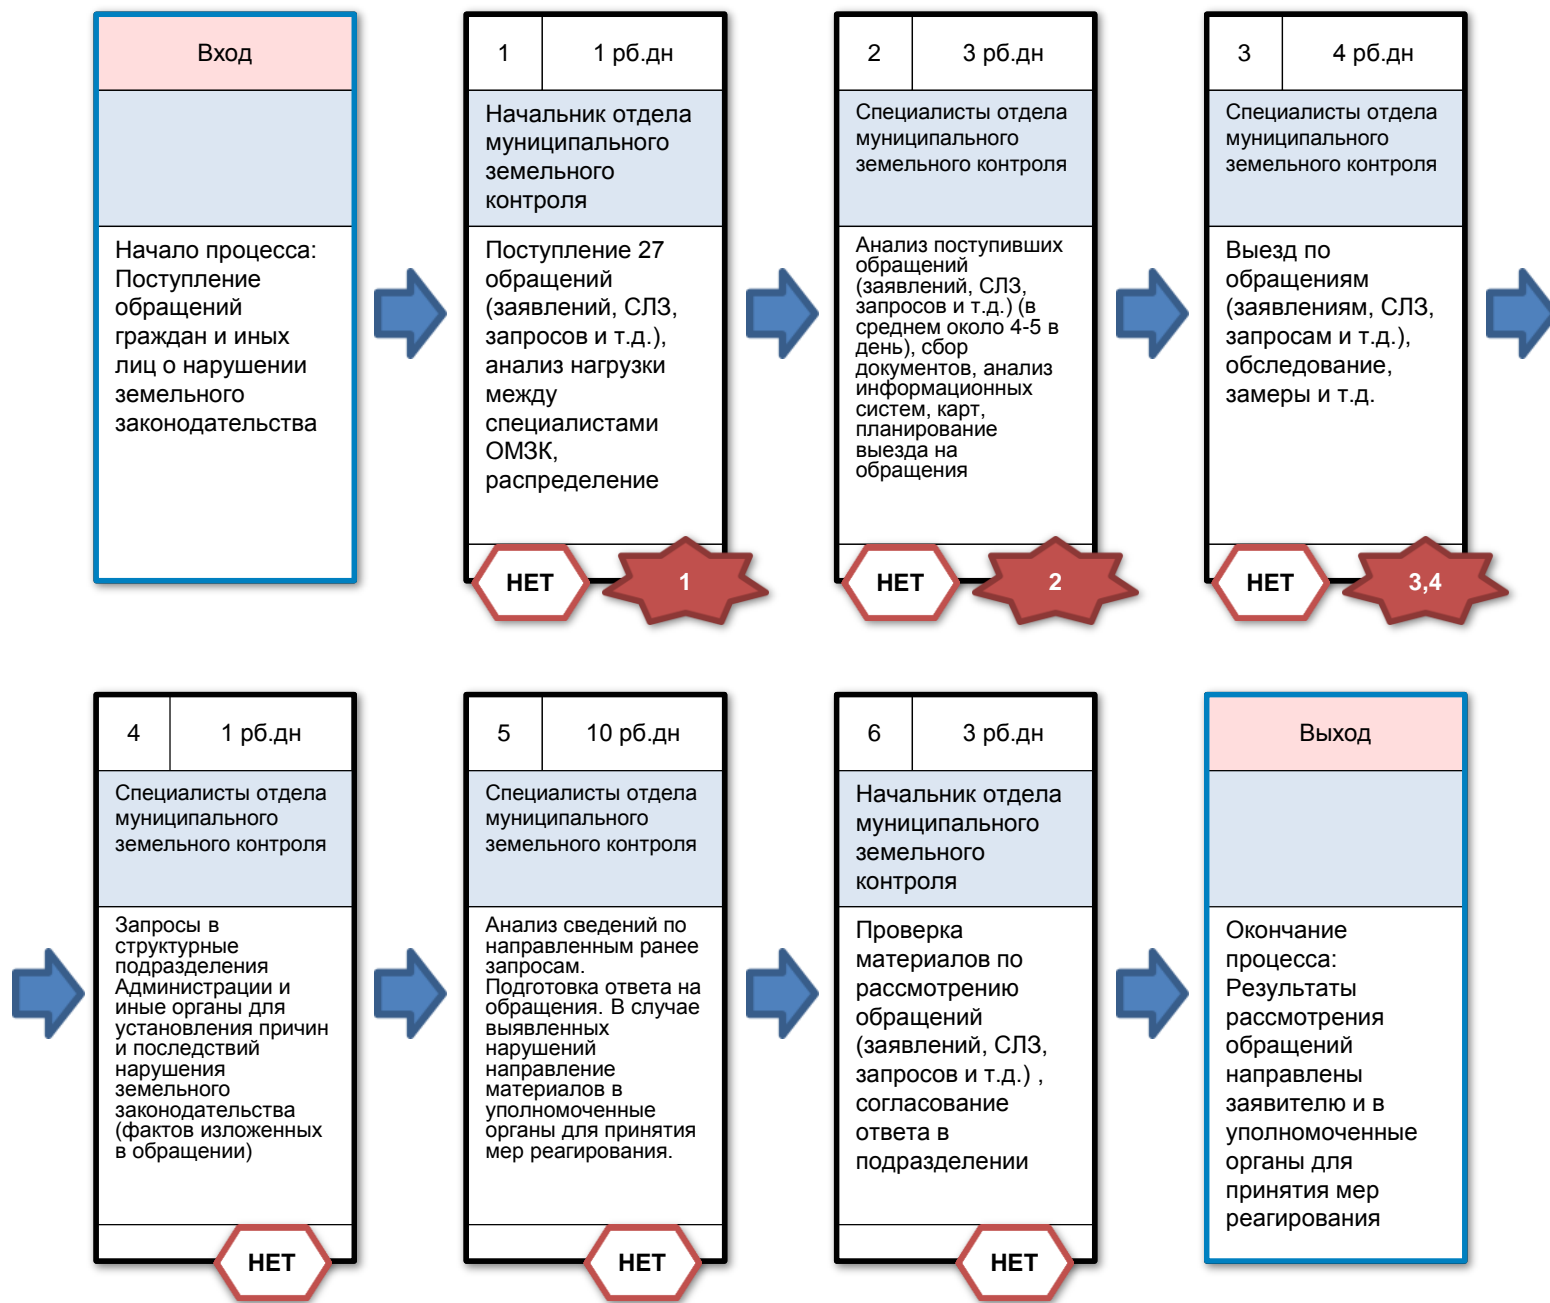 Вход
Начало процесса:
Поступление
обращений
граждан и иных
лиц о нарушении
земельного
законодательства
1
1 рб.дн
Начальник отдела
муниципального
земельного
контроля
Поступление 27
обращений
(заявлений, СЛЗ,
запросов и т.д.),
анализ нагрузки
между
специалистами
ОМЗК,
распределение
НЕТ
1
2
3 рб.дн
Специалисты отдела
муниципального
земельного контроля
Анализ поступивших
обращений
(заявлений, СЛЗ,
запросов и т.д.) (в
среднем около 4-5 в
день), сбор
документов, анализ
информационных
систем, карт,
планирование
выезда на
обращения
НЕТ
2
3
4 рб.дн
Специалисты отдела
муниципального
земельного контроля
Выезд по
обращениям
(заявлениям, СЛЗ,
запросам и т.д.),
обследование,
замеры и т.д.
НЕТ
3,4
4
1 рб.дн
Специалисты отдела
муниципального
земельного контроля
Запросы в
структурные
подразделения
Администрации и
иные органы для
установления причин
и последствий
нарушения
земельного
законодательства
(фактов изложенных
в обращении)
НЕТ
5
10 рб.дн
Специалисты отдела
муниципального
земельного контроля
Анализ сведений по
направленным ранее
запросам.
Подготовка ответа на
обращения. В случае
выявленных
нарушений
направление
материалов в
уполномоченные
органы для принятия
мер реагирования.
НЕТ
6
3 рб.дн
Начальник отдела
муниципального
земельного
контроля
Проверка
материалов по
рассмотрению
обращений
(заявлений, СЛЗ,
запросов и т.д.) ,
согласование
ответа в
подразделении
НЕТ
Выход
Окончание
процесса:
Результаты
рассмотрения
обращений
направлены
заявителю и в
уполномоченные
органы для
принятия мер
реагирования